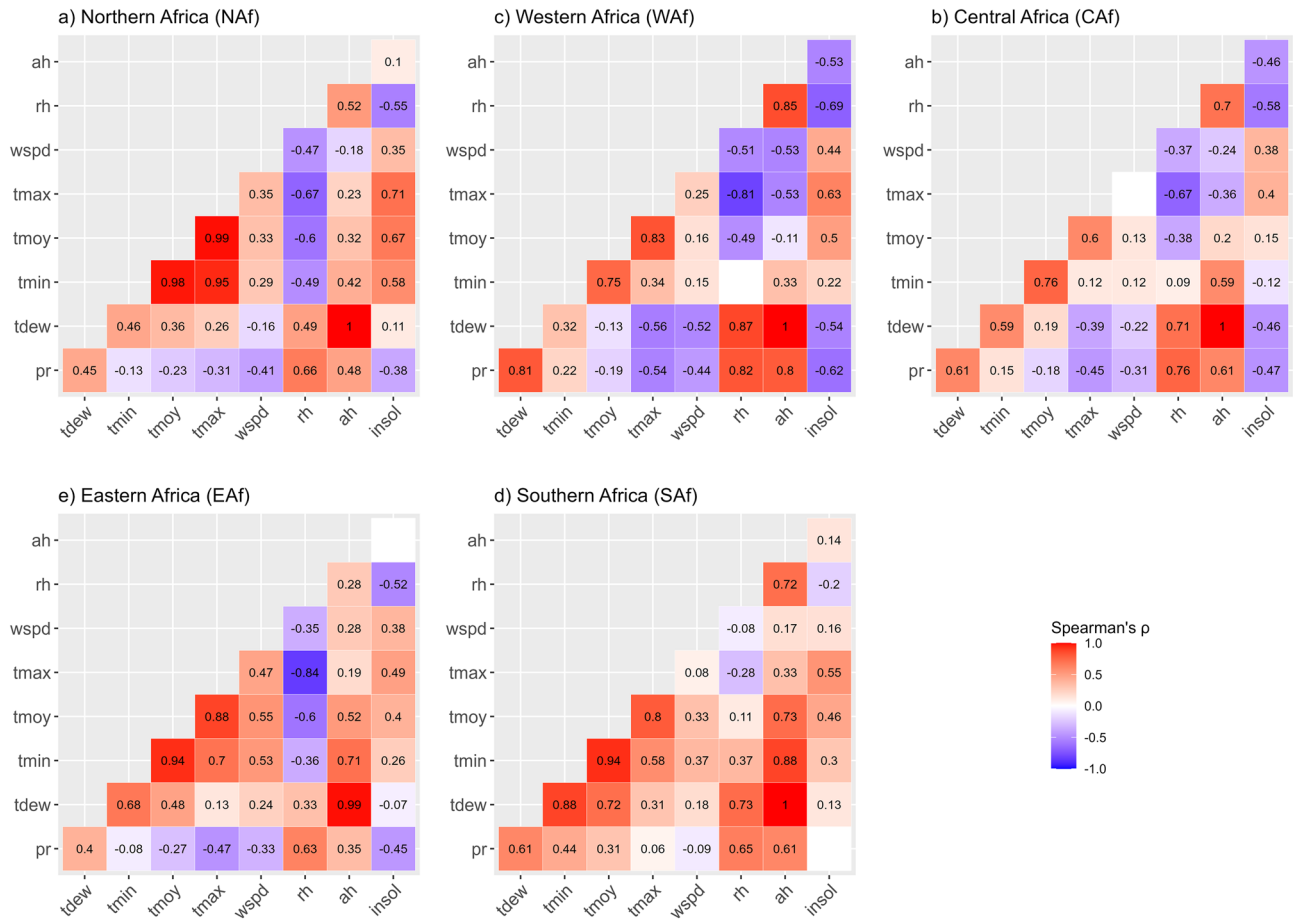 a) Northern Africa (NAf)
ah 0.1
rh 0.52 -0.55
wspd -0.47 -0.18 0.35
tmax 0.35 -0.67 0.23 0.71
tmoy 0.99 0.33 -0.6 0.32 0.67
tmin 0.98 0.95 0.29 -0.49 0.42 0.58
tdew 0.46 0.36 0.26 -0.16 0.49 1 0.11
pr 0.45 -0.13 -0.23 -0.31 -0.41 0.66 0.48 -0.38
tdew tmin tmoy tmax wspd rh ah insol
c) Western Africa (WAf)
ah -0.53
rh 0.85 -0.69
wspd -0.51 -0.53 0.44
tmax 0.25 -0.81 -0.53 0.63
tmoy 0.83 0.16 -0.49 -0.11 0.5
tmin 0.75 0.34 0.15 0.33 0.22
tdew 0.32 -0.13 -0.56 -0.52 0.87 1 -0.54
pr 0.81 0.22 -0.19 -0.54 -0.44 0.82 0.8 -0.62
tdew tmin tmoy tmax wspd rh ah insol
b) Central Africa (CAf)
ah -0.46
rh 0.7 -0.58
wspd -0.37 -0.24 0.38
tmax -0.67 -0.36 0.4
tmoy 0.6 0.13 -0.38 0.2 0.15
tmin 0.76 0.12 0.12 0.09 0.59 -0.12
tdew 0.59 0.19 -0.39 -0.22 0.71 1 -0.46
pr 0.61 0.15 -0.18 -0.45 -0.31 0.76 0.61 -0.47
tdew tmin tmoy tmax wspd rh ah insol
e) Eastern Africa (EAf)
ah
rh 0.28 -0.52
wspd -0.35 0.28 0.38
tmax 0.47 -0.84 0.19 0.49
tmoy 0.88 0.55 -0.6 0.52 0.4
tmin 0.94 0.7 0.53 -0.36 0.71 0.26
tdew 0.68 0.48 0.13 0.24 0.33 0.99 -0.07
pr 0.4 -0.08 -0.27 -0.47 -0.33 0.63 0.35 -0.45
tdew tmin tmoy tmax wspd rh ah insol
d) Southern Africa (SAf)
ah 0.14
rh 0.72 -0.2
wspd -0.08 0.17 0.16
tmax 0.08 -0.28 0.33 0.55
tmoy 0.8 0.33 0.11 0.73 0.46
tmin 0.94 0.58 0.37 0.37 0.88 0.3
tdew 0.88 0.72 0.31 0.18 0.73 1 0.13
pr 0.61 0.44 0.31 0.06 -0.09 0.65 0.61
tdew tmin tmoy tmax wspd rh ah insol
Spearman's ρ
1.0
0.5
0.0
-0.5
-1.0